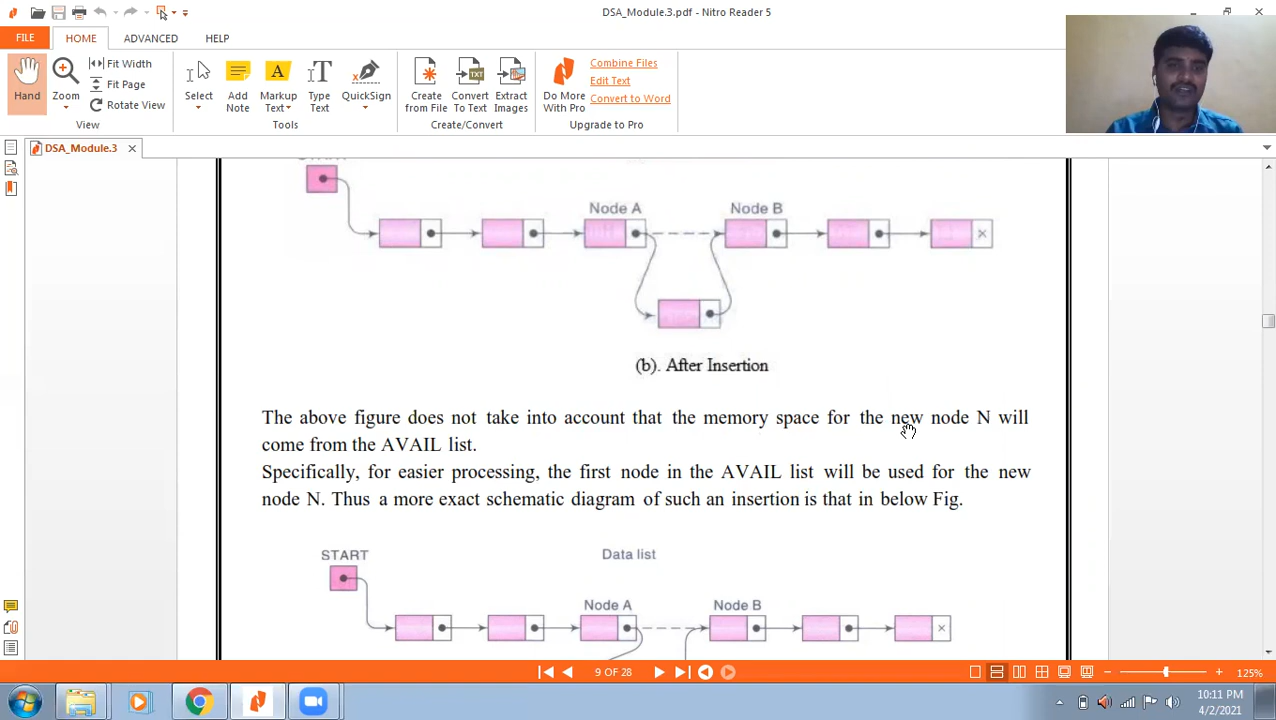 DSA_Module.3.pdf - Nitro Reader 5
FILE
HOME
ADVANCED
HELP
Hand
Zoom
Fit Width
Fit Page
Rotate View
View
Select
Add Note
Markup Text
Type Text
QuickSign
Tools
Create from File
Convert To Text
Extract Images
Create/Convert
Do More With Pro
Combine Files
Edit Text
Convert to Word
Upgrade to Pro
DSA_Module.3
Node A
Node B
(b). After Insertion
The above figure does not take into account that the memory space for the new node N will
come from the AVAIL list.
Specifically, for easier processing, the first node in the AVAIL list will be used for the new
node N. Thus a more exact schematic diagram of such an insertion is that in below Fig.
START
Data list
Node A
Node B
9 OF 28
125%
10:11 PM
4/2/2021